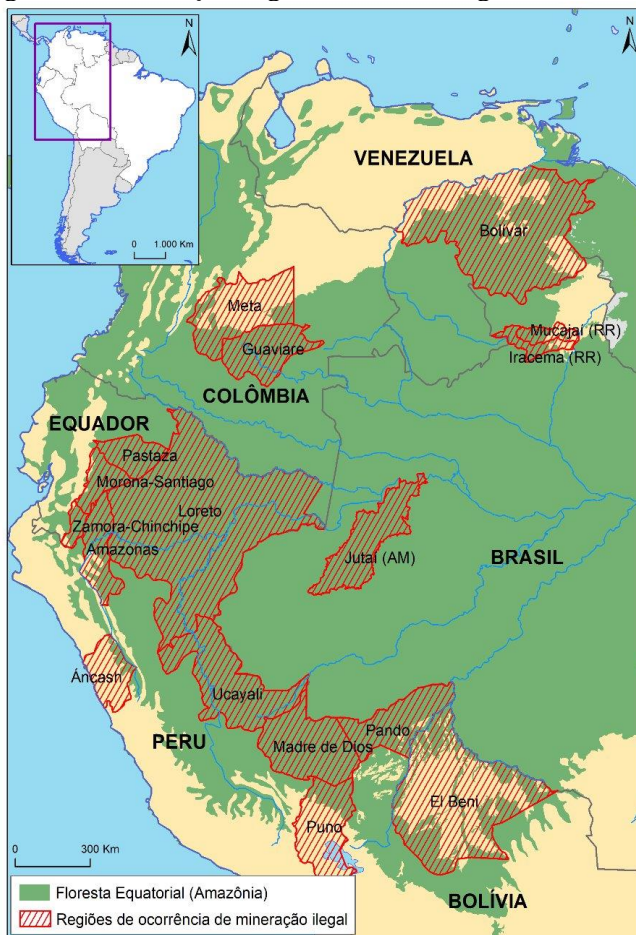 N
0 1.000 Km
N
VENEZUELA
Bolívar
Meta
Guaviare
Mucajaí (RR)
Iracema (RR)
COLÔMBIA
EQUADOR
Pastaza
Morona-Santiago
Loreto
Zamora-Chinchipe
Amazonas
Jutaí (AM)
BRASIL
Áncash
Ucayali
PERU
Madre de Dios
Pando
El Beni
Puno
0 300 Km
Floresta Equatorial (Amazônia)
Regiões de ocorrência de mineração ilegal
BOLÍVIA